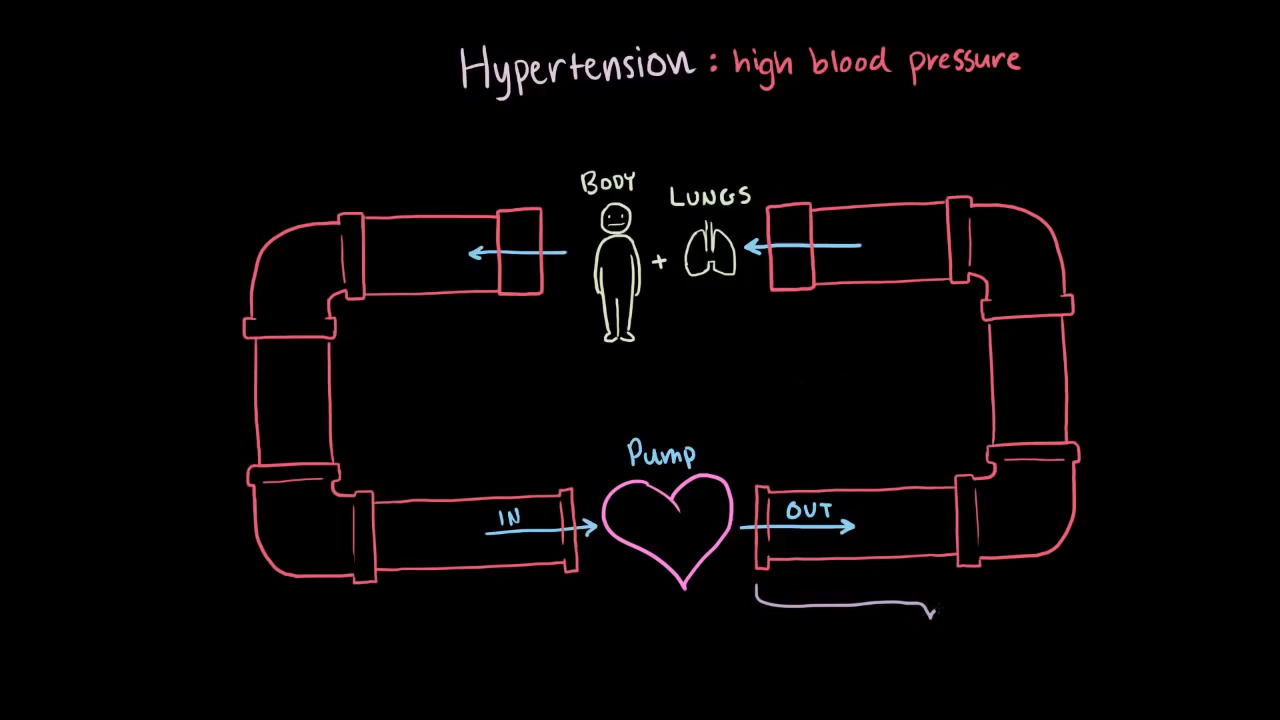 Hypertension : high blood pressure
BODY
LUNGS
+
Pump
IN
OUT